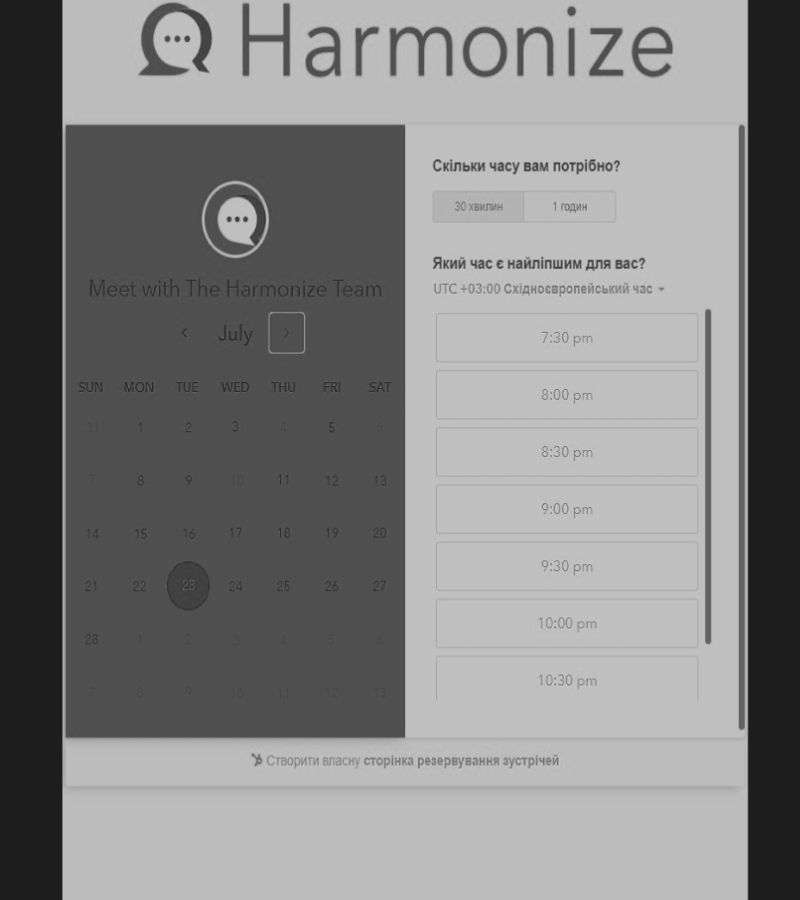 Harmonize
Meet with The Harmonize Team
July
SUN MON TUE WED THU FRI SAT
31 1 2 3 4 5 6
7 8 9 10 11 12 13
14 15 16 17 18 19 20
21 22 23 24 25 26 27
28 1 2 3 4 5 6
7 8 9 10 11 12 13
Скільки часу вам потрібно?
30 хвилин 1 годин
Який час є найліпшим для вас?
UTC +03:00 Східноєвропейський час
7:30 pm
8:00 pm
8:30 pm
9:00 pm
9:30 pm
10:00 pm
10:30 pm
Створити власну сторінка резервування зустрічей